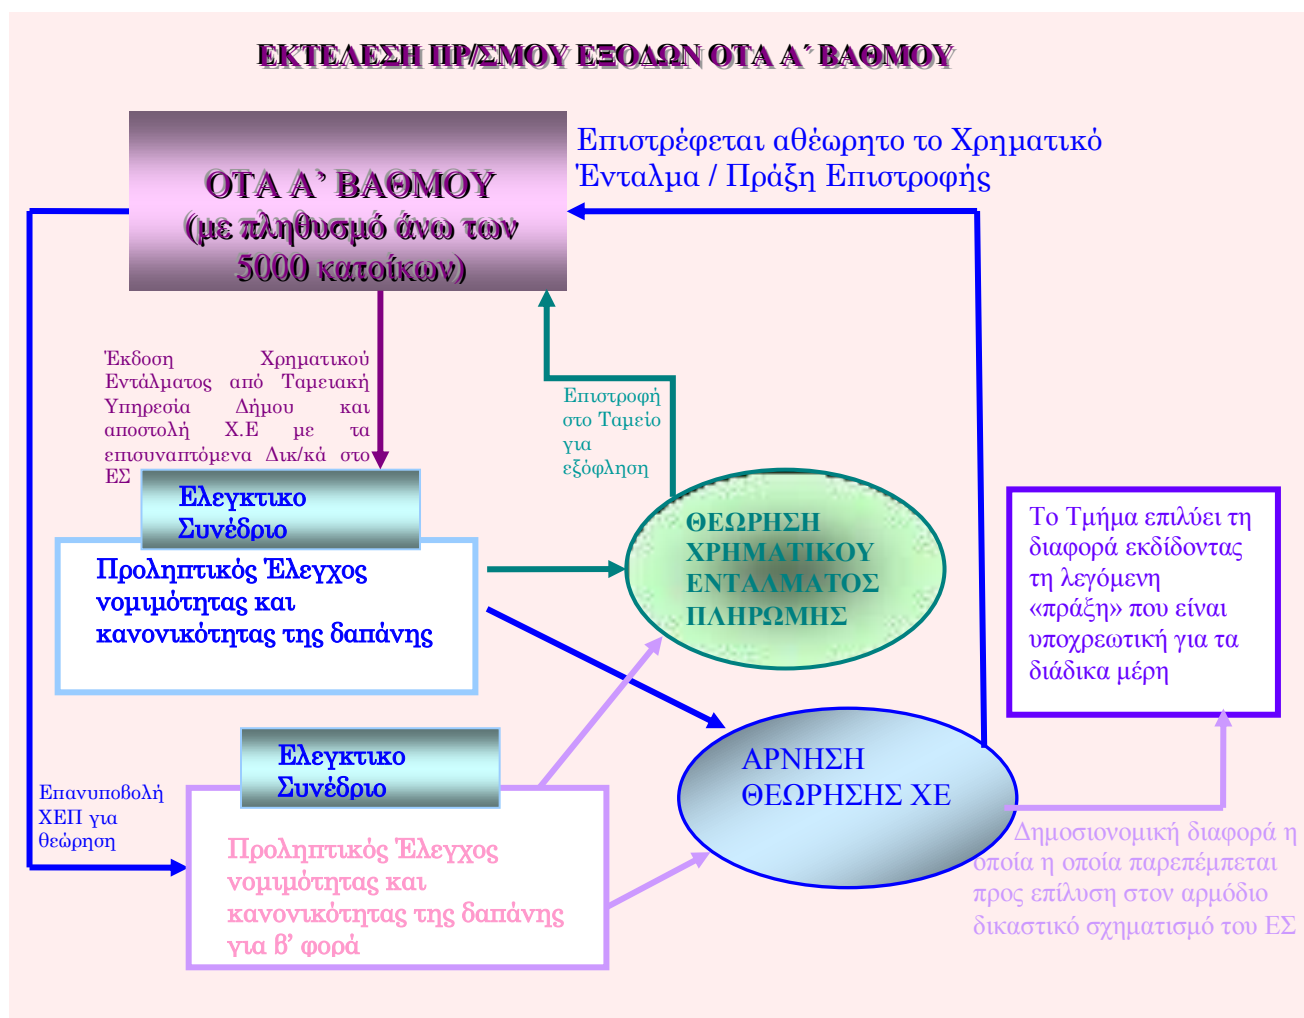 ΕΚΤΕΛΕΣΗ ΠΡ/ΣΜΟΥ ΕΞΟΔΩΝ ΟΤΑ Α΄ ΒΑΘΜΟΥ
ΟΤΑ Α’ ΒΑΘΜΟΥ
(με πληθυσμό άνω των
5000 κατοίκων)
Επιστρέφεται αθέωρητο το Χρηματικό
Ένταλμα / Πράξη Επιστροφής
Έκδοση Χρηματικού
Εντάλματος από Ταμειακή
Υπηρεσία Δήμου και
αποστολή Χ.Ε με τα
επισυναπτόμενα Δικ/κά στο
ΕΣ
Επιστροφή
στο Ταμείο
για
εξόφληση
Ελεγκτικο
Συνέδριο
Προληπτικός Έλεγχος
νομιμότητας και
κανονικότητας της δαπάνης
ΘΕΩΡΗΣΗ
ΧΡΗΜΑΤΙΚΟΥ
ΕΝΤΑΛΜΑΤΟΣ
ΠΛΗΡΩΜΗΣ
Το Τμήμα επιλύει τη
διαφορά εκδίδοντας
τη λεγόμενη
«πράξη» που είναι
υποχρεωτική για τα
διάδικα μέρη
Ελεγκτικο
Συνέδριο
Επανυποβολή
ΧΕΠ για
θεώρηση
Προληπτικός Έλεγχος
νομιμότητας και
κανονικότητας της δαπάνης
για β’ φορά
ΑΡΝΗΣΗ
ΘΕΩΡΗΣΗΣ ΧΕ
Δημοσιονομική διαφορά η
οποία η οποία παρεπέμπεται
προς επίλυση στον αρμόδιο
δικαστικό σχηματισμό του ΕΣ